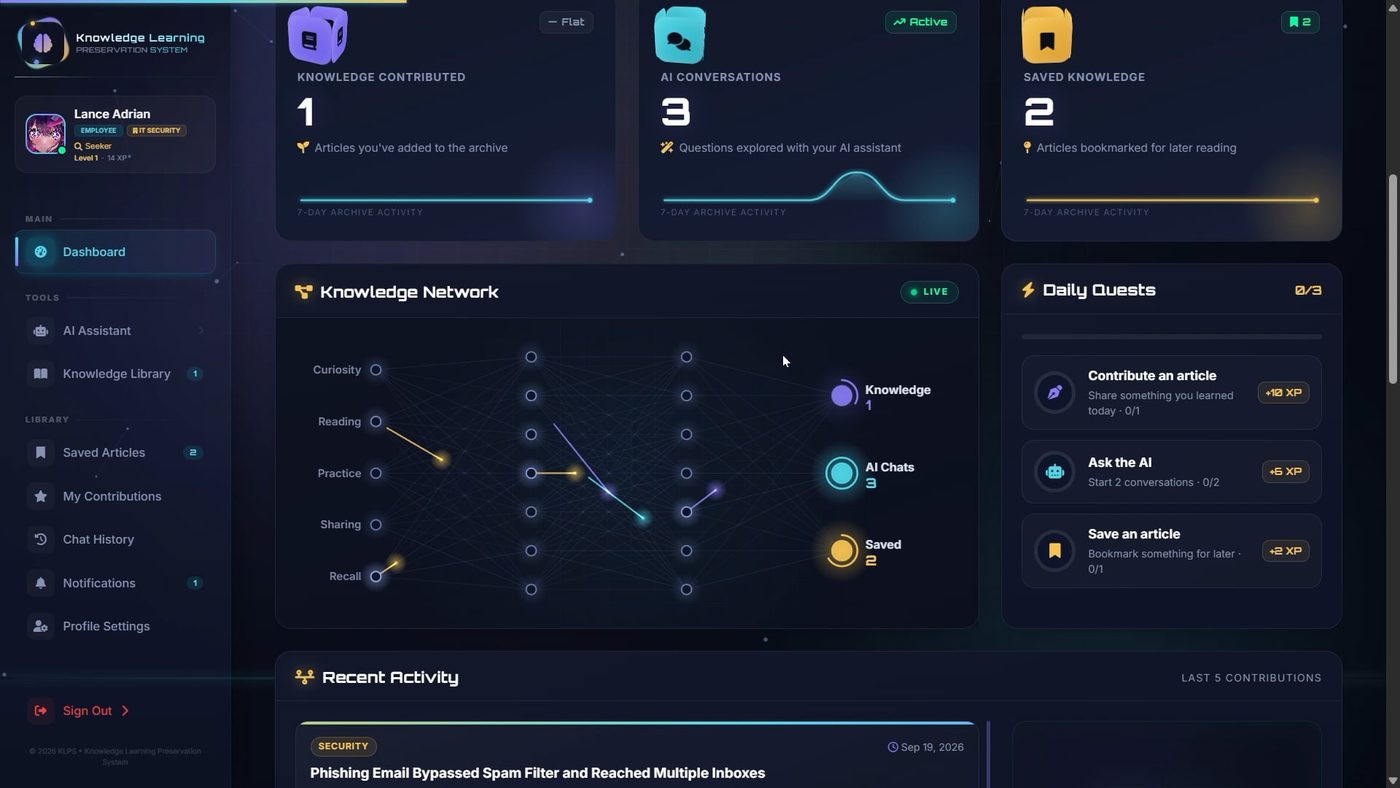 Knowledge Learning
PRESERVATION SYSTEM
Lance Adrian
EMPLOYEE
IT SECURITY
Seeker
Level 1 · 14 XP*
MAIN
Dashboard
TOOLS
AI Assistant
Knowledge Library 1
LIBRARY
Saved Articles 2
My Contributions
Chat History
Notifications 1
Profile Settings
Sign Out
© 2026 KLPS • Knowledge Learning Preservation
System
Flat
KNOWLEDGE CONTRIBUTED
1
Articles you've added to the archive
7-DAY ARCHIVE ACTIVITY
Active
AI CONVERSATIONS
3
Questions explored with your AI assistant
7-DAY ARCHIVE ACTIVITY
2
SAVED KNOWLEDGE
2
Articles bookmarked for later reading
7-DAY ARCHIVE ACTIVITY
Knowledge Network
LIVE
Curiosity
Reading
Practice
Sharing
Recall
Knowledge
1
AI Chats
3
Saved
2
Daily Quests
0/3
Contribute an article
Share something you learned
today · 0/1
+10 XP
Ask the AI
Start 2 conversations · 0/2
+5 XP
Save an article
Bookmark something for later ·
0/1
+2 XP
Recent Activity
LAST 5 CONTRIBUTIONS
SECURITY
Sep 19, 2026
Phishing Email Bypassed Spam Filter and Reached Multiple Inboxes